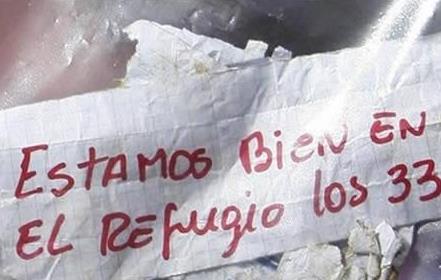 ESTAMOS BIEN EN
EL REFUGIO los 33